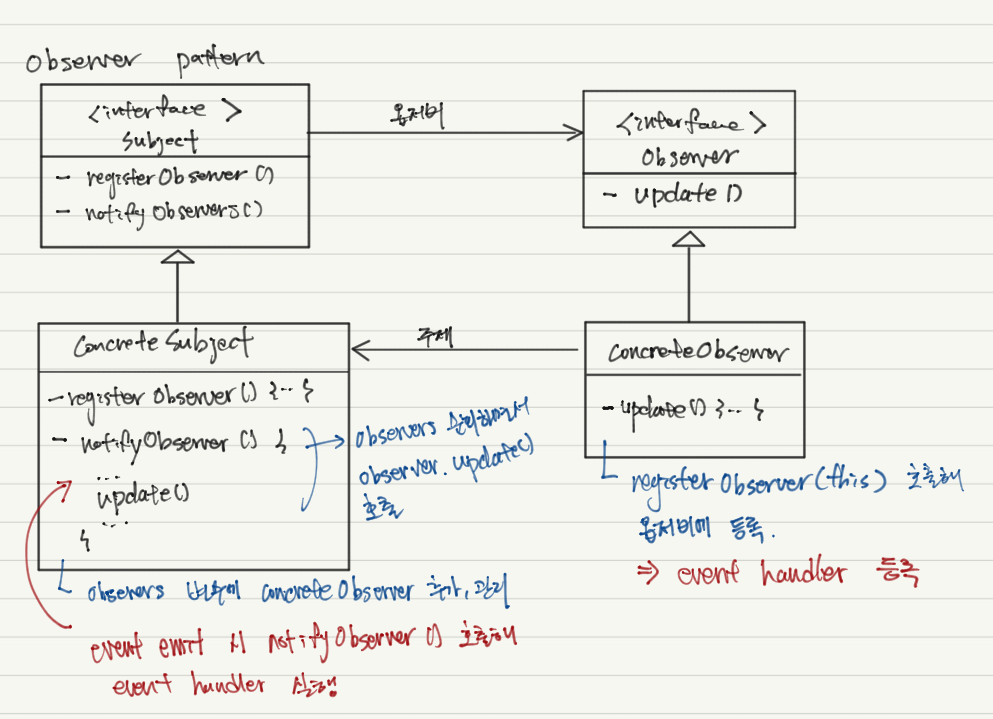 Observer pattern
<interface>
Subject
- registerObserver()
- notifyObservers()
옵저버
<interface>
Observer
- update()
ConcreteSubject
- registerObserver() {...}
- notifyObserver() {
...
update()
...
}
주제
ConcreteObserver
- update() {... }
observers 순회하면서
observer.update()
호출
registerObserver(this) 호출해
옵저버에 등록.
⇒ event handler 등록
observers 변수에 concreteObserver 추가, 관리
event emit 시 notifyObserver() 호출해
event handler 실행